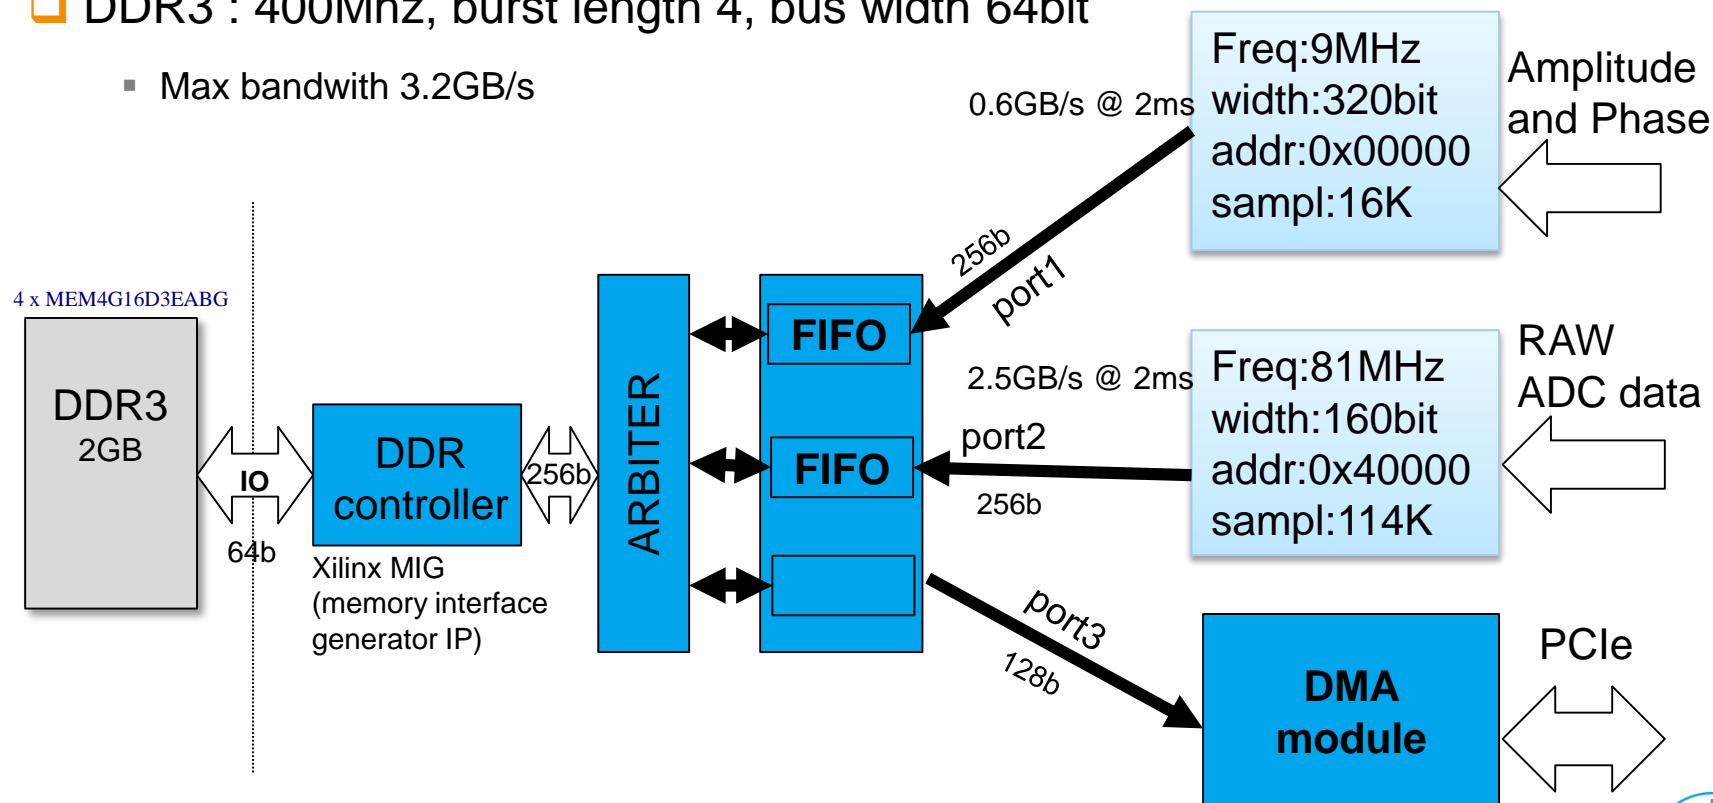 DDR3 : 400Mhz, burst length 4, bus width 64bit
Max bandwith 3.2GB/s
0.6GB/s @ 2ms
Freq:9MHz
width:320bit
addr:0x00000
sampl:16K
Amplitude
and Phase
256b
port1
4 x MEM4G16D3EABG
DDR3
2GB
IO
64b
DDR
controller
Xilinx MIG
(memory interface
generator IP)
256b
ARBITER
FIFO
FIFO
2.5GB/s @ 2ms
port2
256b
Freq:81MHz
width:160bit
addr:0x40000
sampl:114K
RAW
ADC data
port3
128b
DMA
module
PCIe